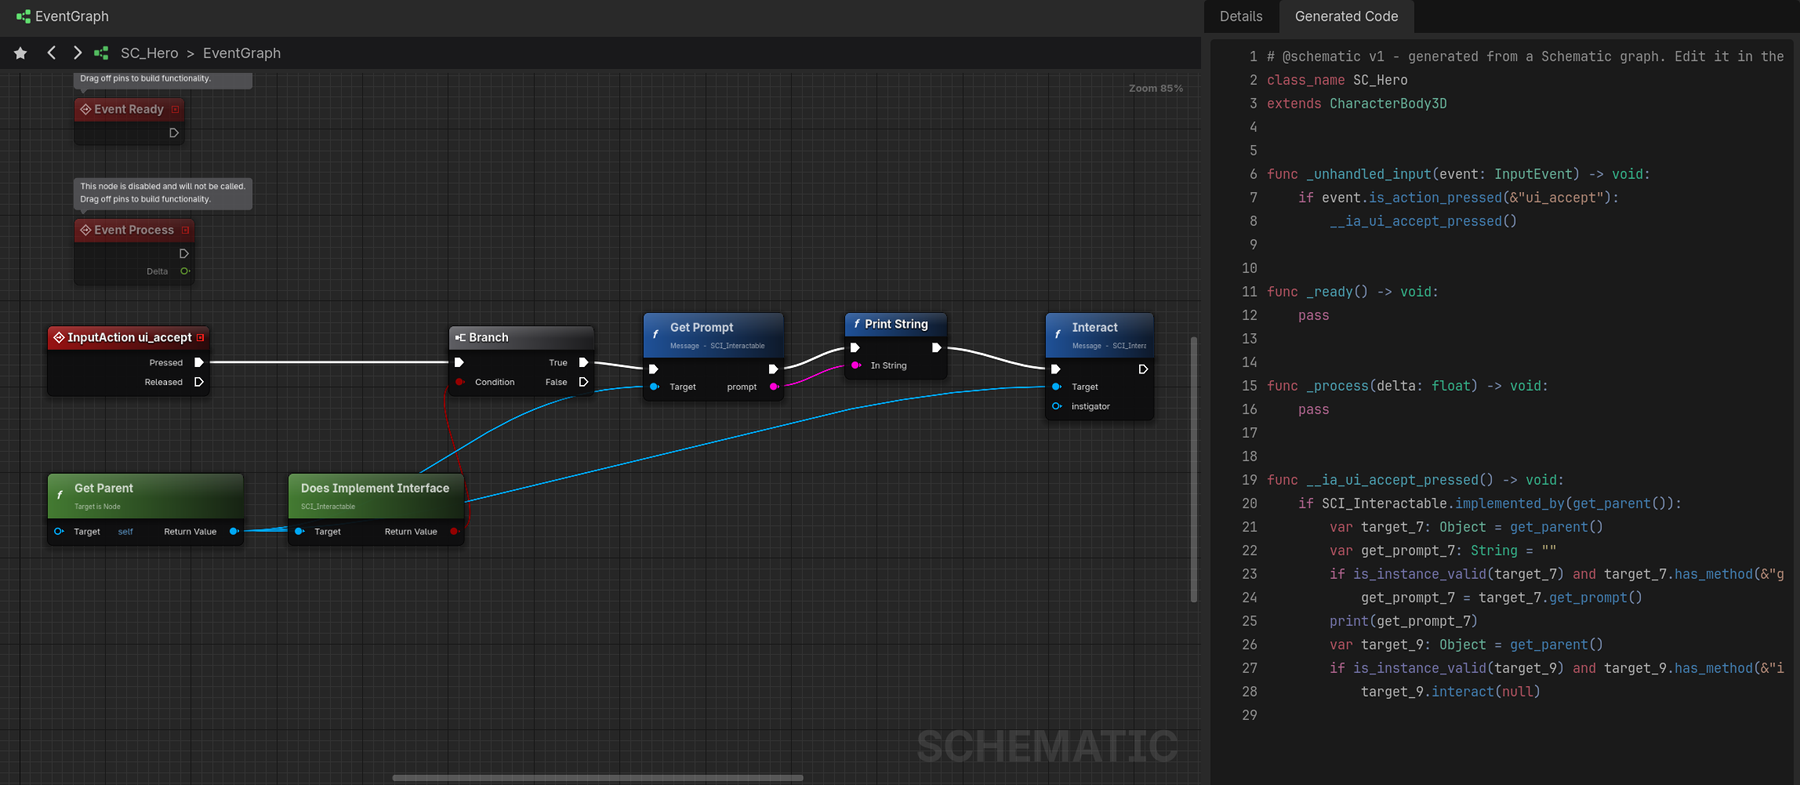 EventGraph
SC_Hero > EventGraph
Zoom 85%
Drag off pins to build functionality.
Event Ready
This node is disabled and will not be called.
Drag off pins to build functionality.
Event Process
Delta
InputAction ui_accept
Pressed
Released
Branch
True
Condition
False
Get Prompt
Message - SCI_Interactable
Target
prompt
Print String
In String
Interact
Message - SCI_Intera
Target
instigator
Get Parent
Target is Node
Target self Return Value
Does Implement Interface
SCI_Interactable
Target Return Value
SCHEMATIC
Details Generated Code
1 # @schematic v1 - generated from a Schematic graph. Edit it in the
2 class_name SC_Hero
3 extends CharacterBody3D
4
5
6 func _unhandled_input(event: InputEvent) -> void:
7 if event.is_action_pressed(&"ui_accept"):
8 __ia_ui_accept_pressed()
9
10
11 func _ready() -> void:
12 pass
13
14
15 func _process(delta: float) -> void:
16 pass
17
18
19 func __ia_ui_accept_pressed() -> void:
20 if SCI_Interactable.implemented_by(get_parent()):
21 var target_7: Object = get_parent()
22 var get_prompt_7: String = ""
23 if is_instance_valid(target_7) and target_7.has_method(&"g
24 get_prompt_7 = target_7.get_prompt()
25 print(get_prompt_7)
26 var target_9: Object = get_parent()
27 if is_instance_valid(target_9) and target_9.has_method(&"i
28 target_9.interact(null)
29